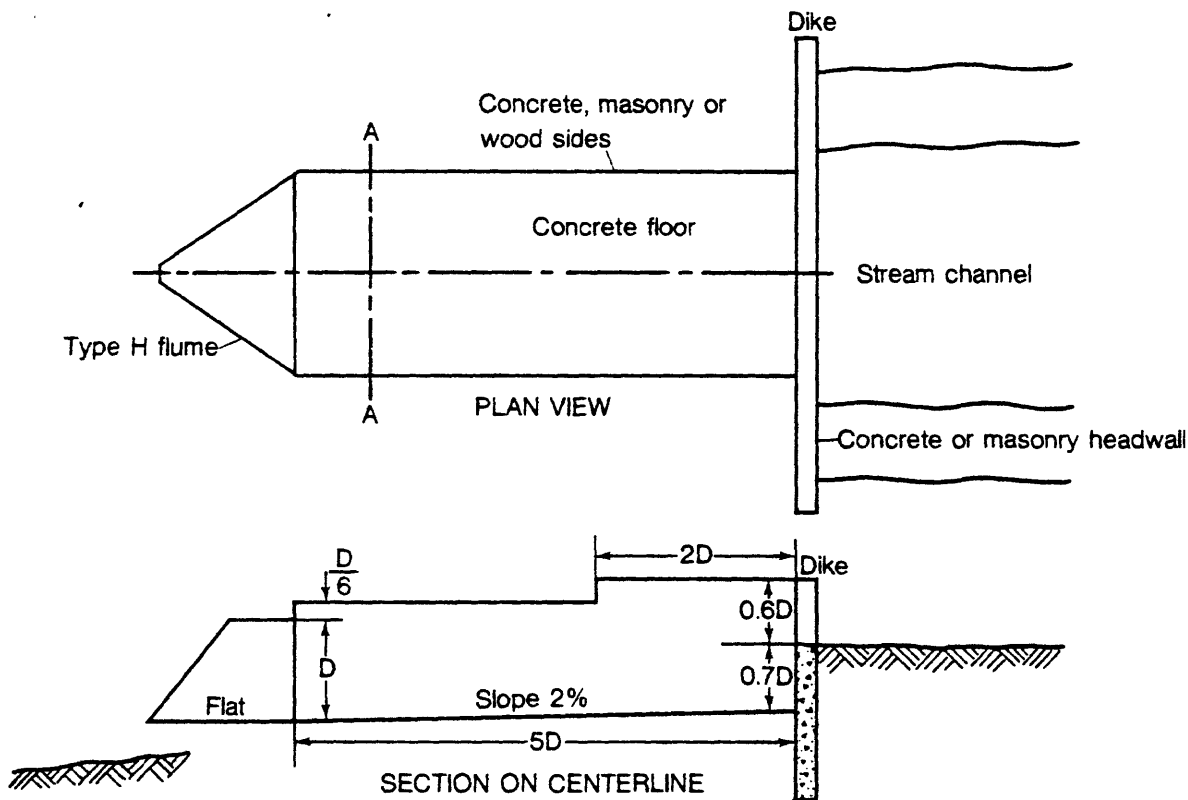 Dike
Concrete, masonry or
wood sides
A
Concrete floor
Stream channel
Type H flume
A
PLAN VIEW
Concrete or masonry headwall
2D
Dike
D
6
0.6D
D
0.7D
Flat
Slope 2%
5D
SECTION ON CENTERLINE